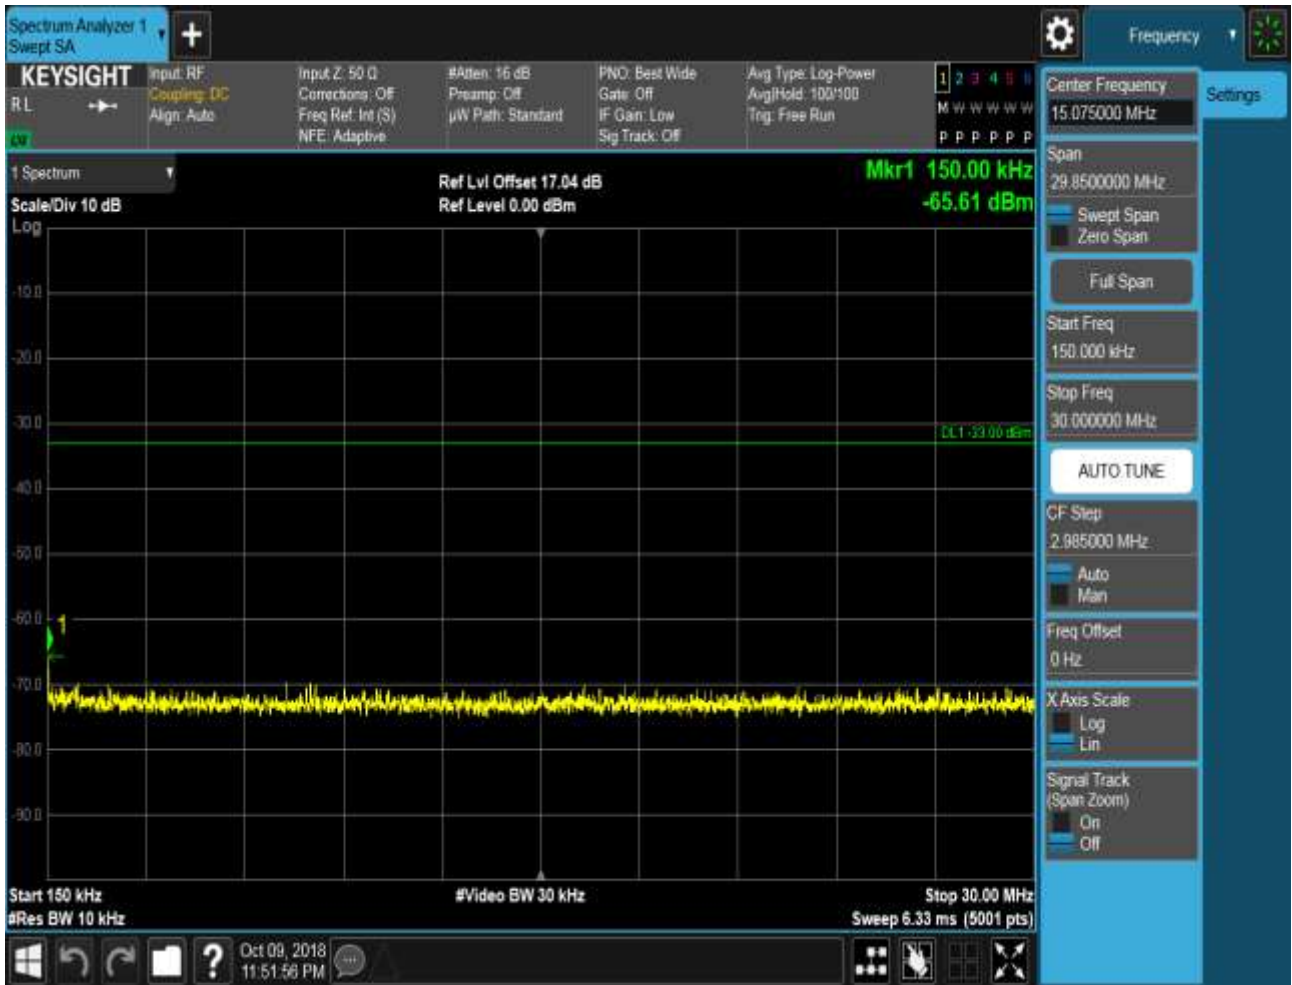 Spectrum Analyzer 1
Swept SA
+
Frequency
KEYSIGHT
R L
LXI
Input: RF
Coupling: DC
Align: Auto
Input Z: 50 Ω
Corrections: Off
Freq Ref: Int (S)
NFE: Adaptive
#Atten: 16 dB
Preamp: Off
µW Path: Standard
PNO: Best Wide
Gate: Off
IF Gain: Low
Sig Track: Off
Avg Type: Log-Power
Avg|Hold: 100/100
Trig: Free Run
1 2 3 4 5 6
M W W W W W
P P P P P P
1 Spectrum
Scale/Div 10 dB
Log
Ref Lvl Offset 17.04 dB
Ref Level 0.00 dBm
Mkr1 150.00 kHz
-65.61 dBm
-10.0
-20.0
-30.0
DL1 -33.00 dBm
-40.0
-50.0
-60.0
1
-70.0
-80.0
-90.0
Start 150 kHz
#Video BW 30 kHz
Stop 30.00 MHz
#Res BW 10 kHz
Sweep 6.33 ms (5001 pts)
?
Oct 09, 2018
11:51:56 PM
Center Frequency
15.075000 MHz
Settings
Span
29.8500000 MHz
Swept Span
Zero Span
Full Span
Start Freq
150.000 kHz
Stop Freq
30.000000 MHz
AUTO TUNE
CF Step
2.985000 MHz
Auto
Man
Freq Offset
0 Hz
X Axis Scale
Log
Lin
Signal Track
(Span Zoom)
On
Off